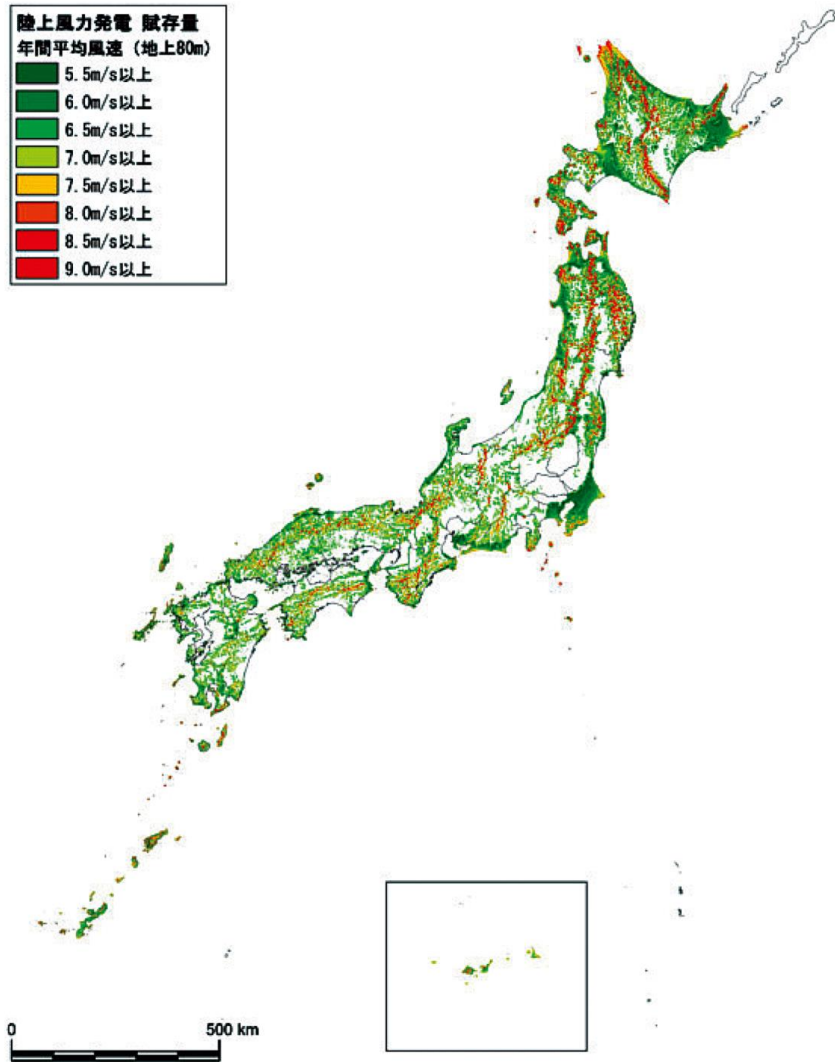 陸上風力発電 賦存量
年間平均風速（地上80m）
5.5m/s以上
6.0m/s以上
6.5m/s以上
7.0m/s以上
7.5m/s以上
8.0m/s以上
8.5m/s以上
9.0m/s以上
0 500 km